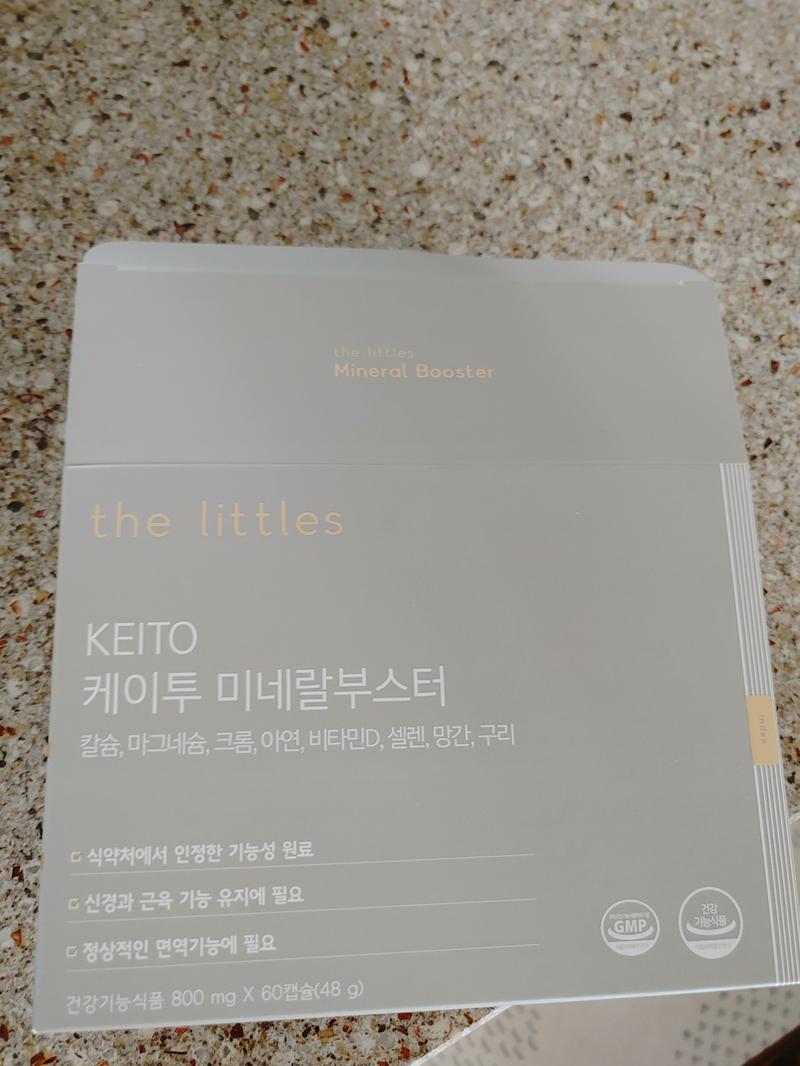 the littles
Mineral Booster
the littles
KEITO
케이투 미네랄부스터
칼슘, 마그네슘, 크롬, 아연, 비타민D, 셀렌, 망간, 구리
index
식약처에서 인정한 기능성 원료
신경과 근육 기능 유지에 필요
정상적인 면역기능에 필요
GMP
건강
기능식품
건강기능식품 800 mg X 60캡슐(48 g)